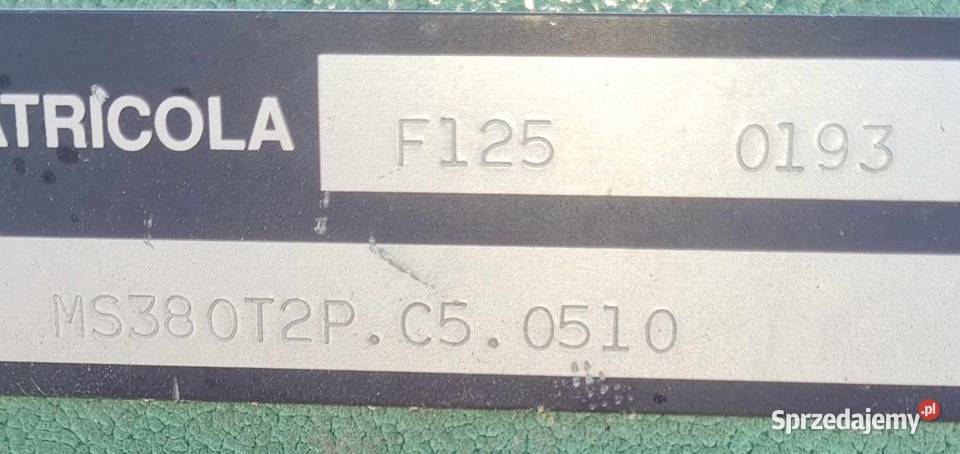 ATRICOLA F125 0193
MS380T2P.C5.0510
Sprzedajemy.pl